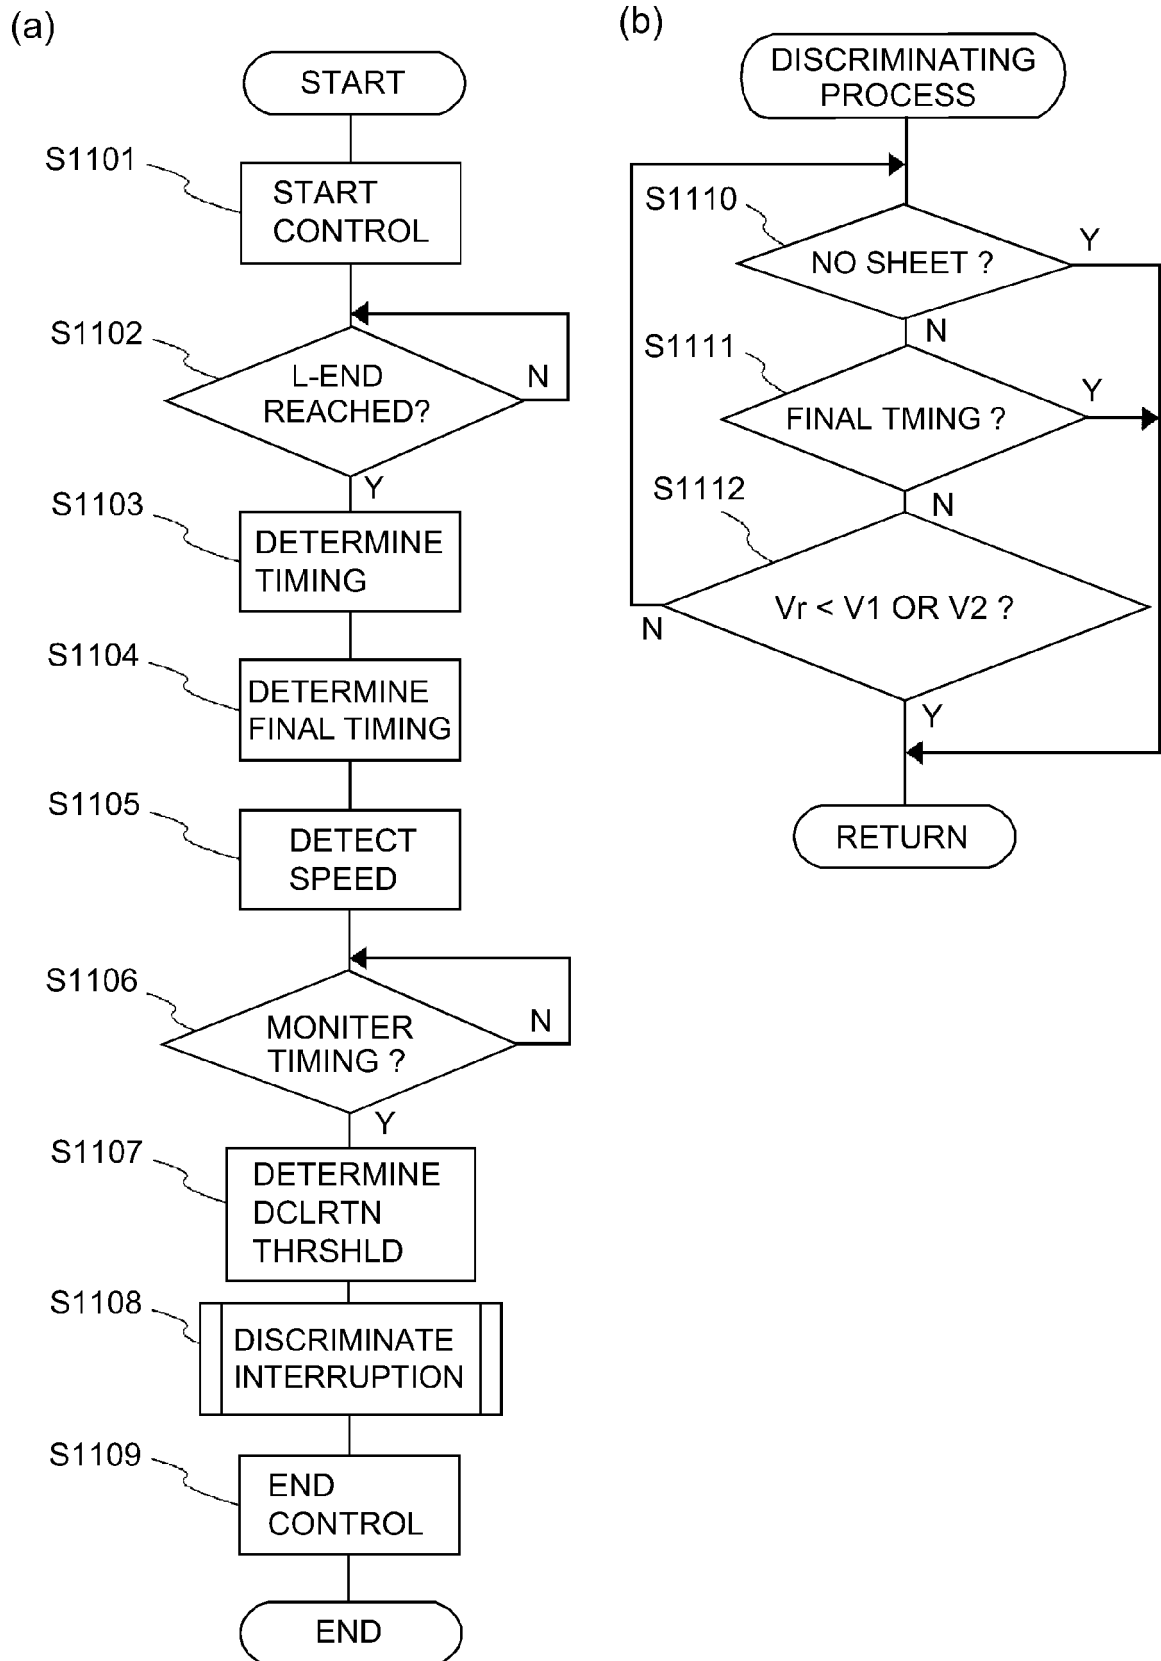 (a)
START
S1101
START
CONTROL
S1102
L-END
REACHED?
N
Y
S1103
DETERMINE
TIMING
S1104
DETERMINE
FINAL TIMING
S1105
DETECT
SPEED
S1106
MONITER
TIMING ?
N
Y
S1107
DETERMINE
DCLRTN
THRSHLD
S1108
DISCRIMINATE
INTERRUPTION
S1109
END
CONTROL
END
(b)
DISCRIMINATING
PROCESS
S1110
NO SHEET ?
Y
N
S1111
FINAL TMING ?
Y
N
S1112
Vr < V1 OR V2 ?
N
Y
RETURN